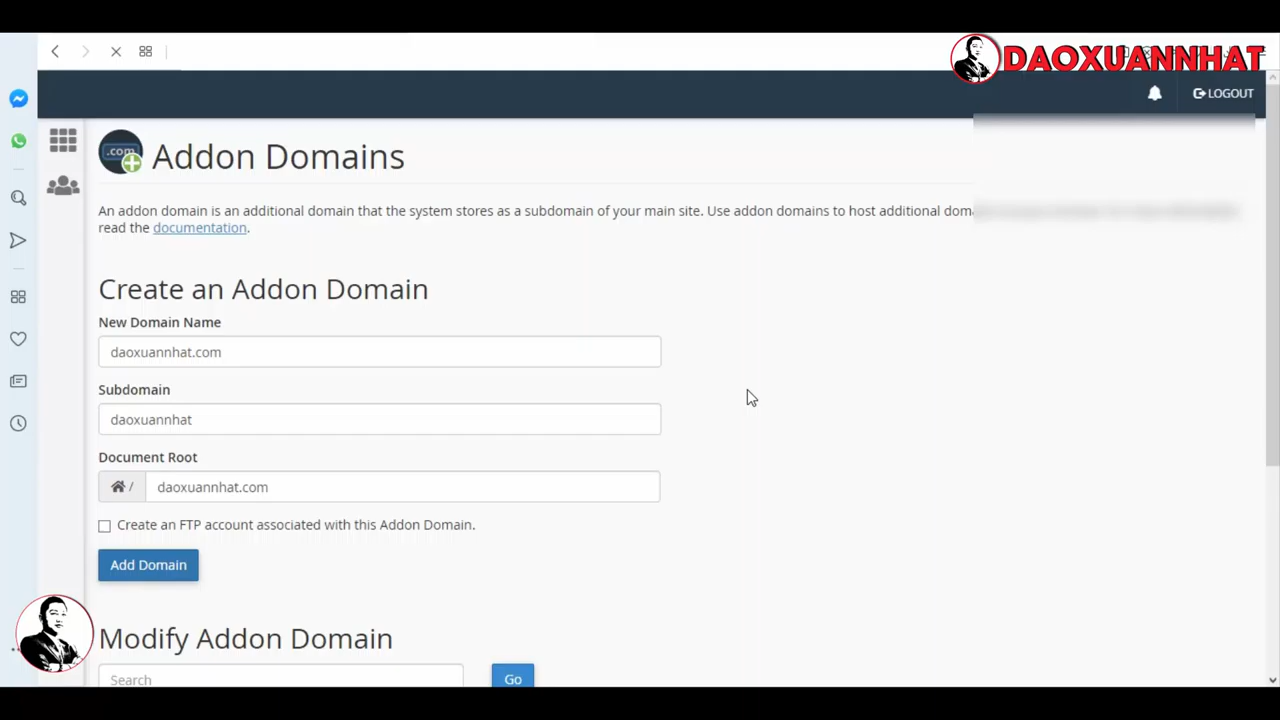 DAOXUANNHAT
LOGOUT
.com
Addon Domains
An addon domain is an additional domain that the system stores as a subdomain of your main site. Use addon domains to host additional
read the documentation.
Create an Addon Domain
New Domain Name
daoxuannhat.com
Subdomain
daoxuannhat
Document Root
/
daoxuannhat.com
Create an FTP account associated with this Addon Domain.
Add Domain
Modify Addon Domain
Search
Go